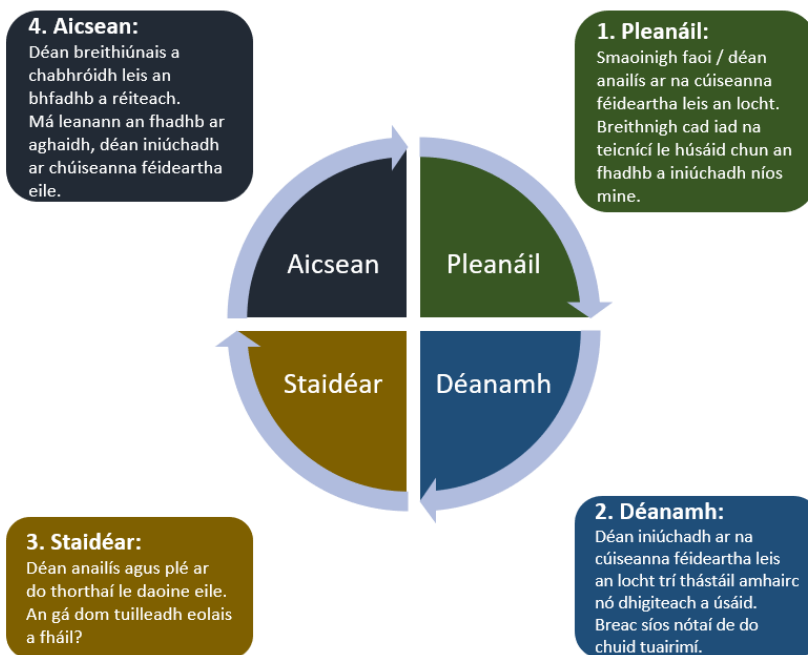 4. Aicsean:
Déan breithiúnais a
chabhróidh leis an
bhfadhb a réiteach.
Má leanann an fhadhb ar
aghaidh, déan iniúchadh
ar chúiseanna féideartha
eile.
1. Pleanáil:
Smaoinigh faoi / déan
anailís ar na cúiseanna
féideartha leis an locht.
Breithnigh cad iad na
teicnící le húsáid chun an
fhadhb a iniúchadh níos
mine.
Aicsean
Pleanáil
Staidéar
Déanamh
3. Staidéar:
Déan anailís agus plé ar
do thorthaí le daoine eile.
An gá dom tuilleadh eolais
a fháil?
2. Déanamh:
Déan iniúchadh ar na
cúiseanna féideartha leis
an locht trí thástáil amhairc
nó dhigiteach a úsáid.
Breac síos nótaí de do
chuid tuairimí.